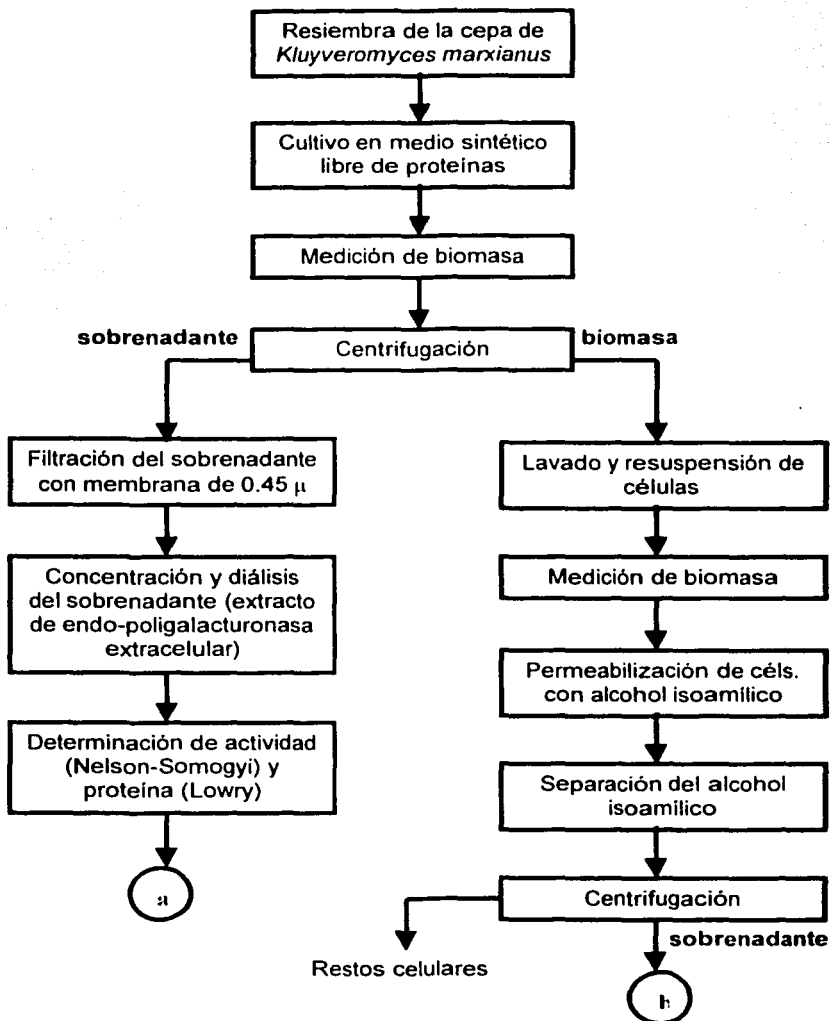 Resiembra de la cepa de
Kluyveromyces marxianus
Cultivo en medio sintético
libre de proteínas
Medición de biomasa
sobrenadante
Centrifugación
biomasa
Filtración del sobrenadante
con membrana de 0.45 μ
Concentración y diálisis
del sobrenadante (extracto
de endo-poligalacturonasa
extracelular)
Determinación de actividad
(Nelson-Somogyi) y
proteína (Lowry)
a
Lavado y resuspensión de
células
Medición de biomasa
Permeabilización de céls.
con alcohol isoamílico
Separación del alcohol
isoamílico
Centrifugación
sobrenadante
Restos celulares
b